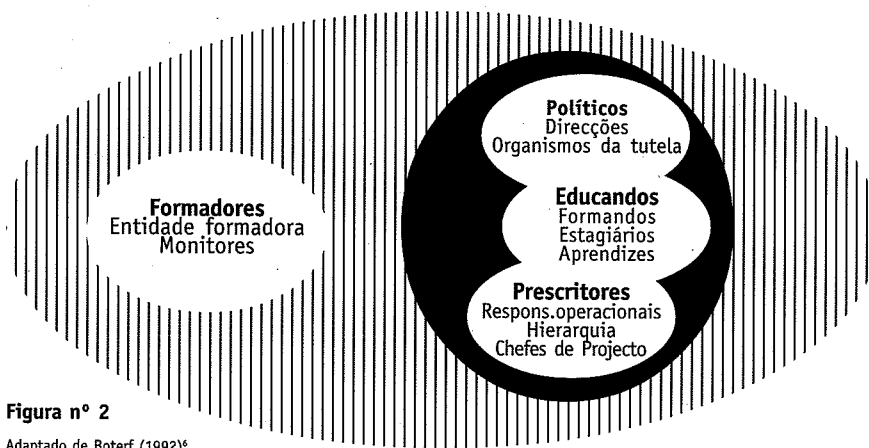 Políticos
Direcções
Organismos da tutela
Formadores
Entidade formadora
Monitores
Educandos
Formandos
Estagiários
Aprendizes
Prescritores
Respons.operacionais
Hierarquia
Chefes de Projecto
Figura nº 2
Adaptado de Boterf (1992)⁶